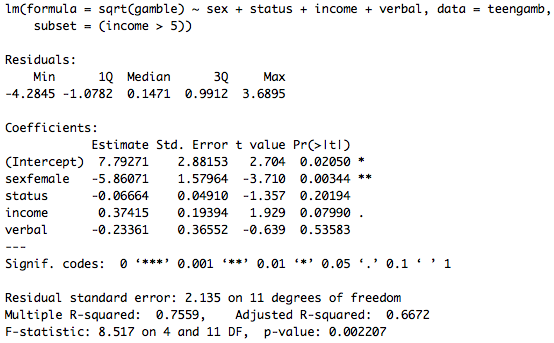 lm(formula = sqrt(gamble) ~ sex + status + income + verbal, data = teengamb,
    subset = (income > 5))
Residuals:
    Min      1Q  Median      3Q     Max
-4.2845 -1.0782  0.1471  0.9912  3.6895
Coefficients:
            Estimate Std. Error t value Pr(>|t|)
(Intercept)  7.79271    2.88153   2.704  0.02050 *
sexfemale   -5.86071    1.57964  -3.710  0.00344 **
status      -0.06664    0.04910  -1.357  0.20194
income       0.37415    0.19394   1.929  0.07990 .
verbal      -0.23361    0.36552  -0.639  0.53583
---
Signif. codes:  0 ‘***’ 0.001 ‘**’ 0.01 ‘*’ 0.05 ‘.’ 0.1 ‘ ’ 1
Residual standard error: 2.135 on 11 degrees of freedom
Multiple R-squared: 0.7559,	Adjusted R-squared: 0.6672
F-statistic: 8.517 on 4 and 11 DF,  p-value: 0.002207